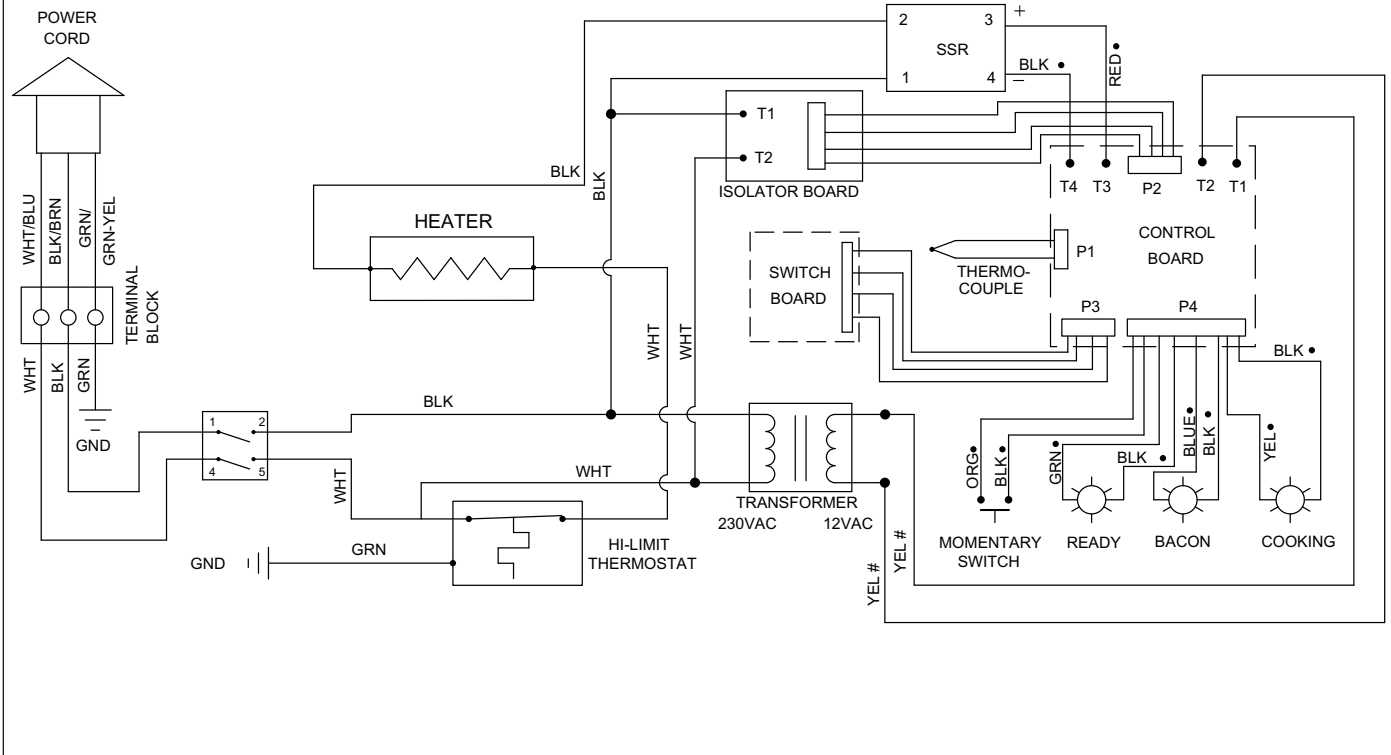 POWER
CORD
2
3
+
SSR
1
4
−
BLK •
RED •
T1
T2
ISOLATOR BOARD
BLK
BLK
WHT/BLU
BLK/BRN
GRN/
GRN-YEL
TERMINAL
BLOCK
HEATER
T4
T3
P2
T2
T1
CONTROL
BOARD
P1
THERMO-
COUPLE
SWITCH
BOARD
P3
P4
WHT
BLK
GRN
GND
WHT
WHT
BLK •
1
2
4
5
BLK
WHT
WHT
TRANSFORMER
230VAC
12VAC
ORG •
BLK •
GRN •
BLK •
BLUE •
BLK •
YEL •
MOMENTARY
SWITCH
READY
BACON
COOKING
GND
GRN
HI-LIMIT
THERMOSTAT
YEL #
YEL #